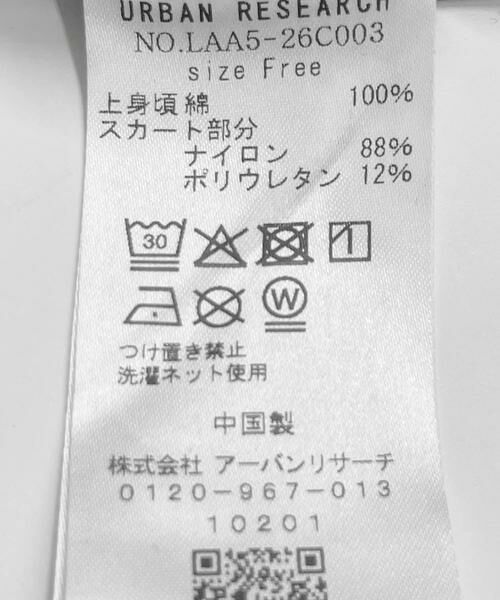 URBAN RESEARCH
NO.LAA5-26C003
size Free
上身頃 綿 100%
スカート部分
ナイロン 88%
ポリウレタン 12%
30
W
つけ置き禁止
洗濯ネット使用
中国製
株式会社 アーバンリサーチ
0120-967-013
10201